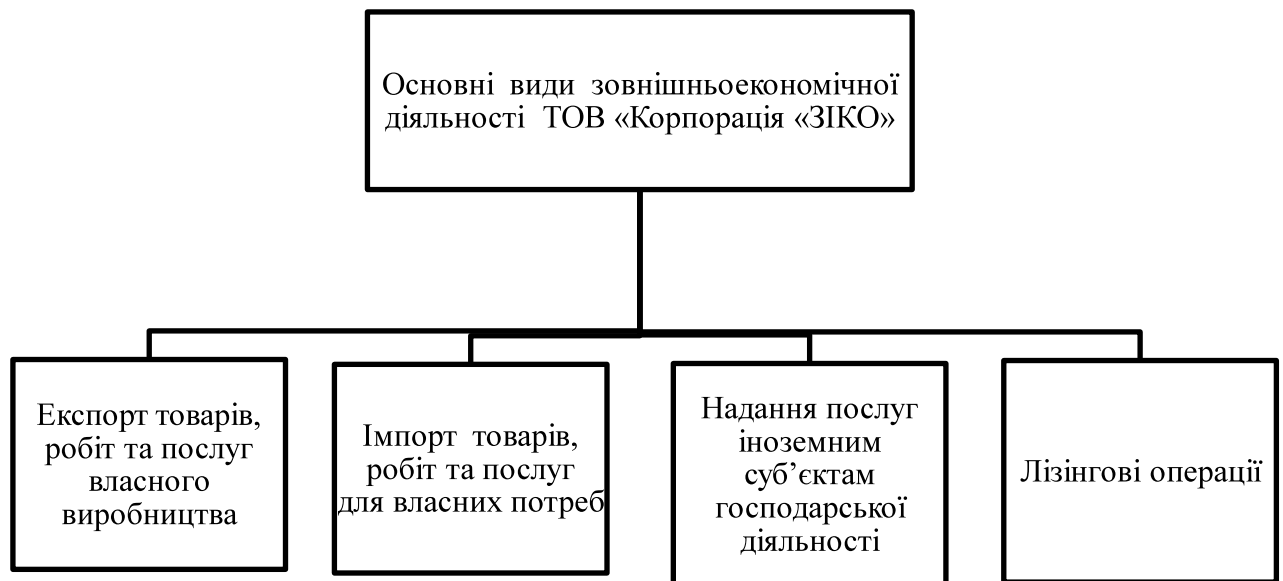 Основні види зовнішньоекономічної
діяльності ТОВ «Корпорація «ЗІКО»
Експорт товарів,
робіт та послуг
власного
виробництва
Імпорт товарів,
робіт та послуг
для власних потреб
Надання послуг
іноземним
суб’єктам
господарської
діяльності
Лізінгові операції